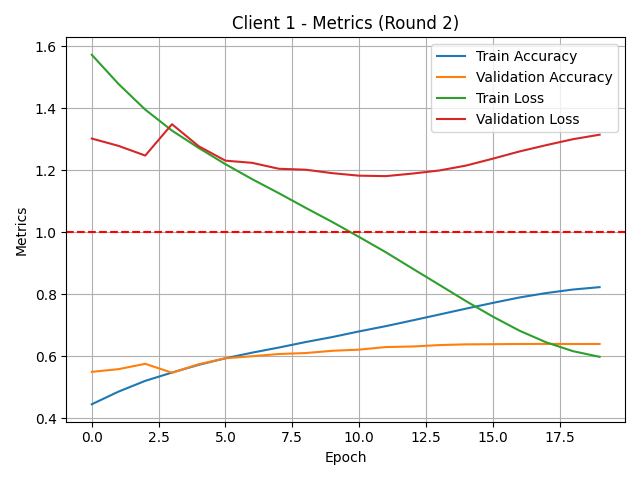 Client 1 - Metrics (Round 2)
Train Accuracy
Validation Accuracy
Train Loss
Validation Loss
Metrics
1.6
1.4
1.2
1.0
0.8
0.6
0.4
0.0 2.5 5.0 7.5 10.0 12.5 15.0 17.5
Epoch